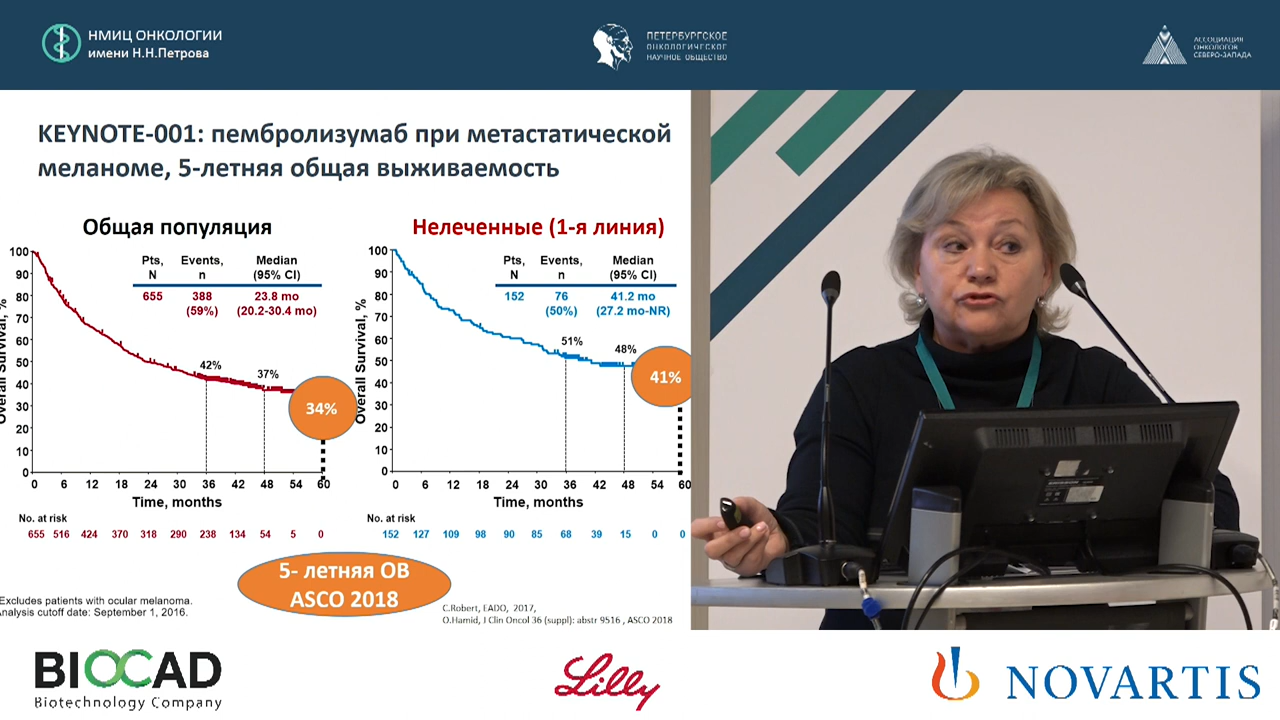 НМИЦ ОНКОЛОГИИ
имени Н.Н.Петрова
ПЕТЕРБУРГСКОЕ
ОНКОЛОГИЧЕСКОЕ
НАУЧНОЕ ОБЩЕСТВО
АССОЦИАЦИЯ
ОНКОЛОГОВ
СЕВЕРО-ЗАПАДА
KEYNOTE-001: пембролизумаб при метастатической
меланоме, 5-летняя общая выживаемость
Общая популяция
100
90
80
70
60
50
40
30
20
10
0
Overall Survival, %
Pts, Events, Median
N n (95% CI)
655 388 23.8 mo
(59%) (20.2-30.4 mo)
42%
37%
34%
0 6 12 18 24 30 36 42 48 54 60
Time, months
No. at risk
655 516 424 370 318 290 238 134 54 5 0
Нелеченные (1-я линия)
100
90
80
70
60
50
40
30
20
10
0
Overall Survival, %
Pts, Events, Median
N n (95% CI)
152 76 41.2 mo
(50%) (27.2 mo-NR)
51%
48%
41%
0 6 12 18 24 30 36 42 48 54 60
Time, months
No. at risk
152 127 109 98 90 85 68 39 15 0 0
5- летняя ОВ
ASCO 2018
Excludes patients with ocular melanoma.
Analysis cutoff date: September 1, 2016.
C.Robert, EADO, 2017,
O.Hamid, J Clin Oncol 36 (suppl): abstr 9516 , ASCO 2018
BIOCAD
Biotechnology Company
Lilly
NOVARTIS